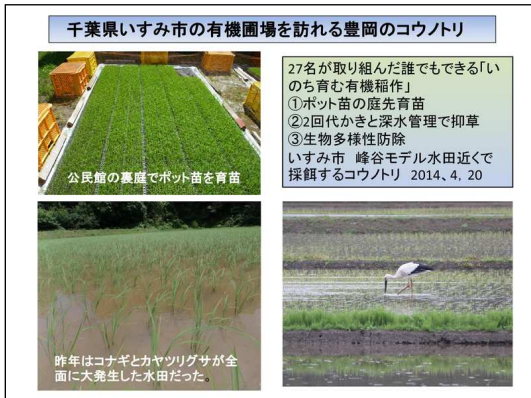 千葉県いすみ市の有機圃場を訪れる豊岡のコウノトリ
27名が取り組んだ誰でもできる「い
のち育む有機稲作」
①ポット苗の庭先育苗
②2回代かきと深水管理で抑草
③生物多様性防除
いすみ市　峰谷モデル水田近くで
採餌するコウノトリ　2014、4，20
公民館の裏庭でポット苗を育苗
昨年はコナギとカヤツリグサが全
面に大発生した水田だった。